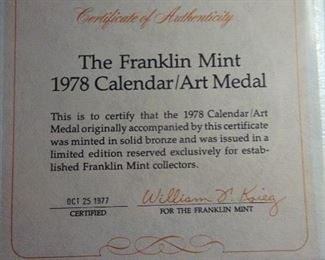 Certificate of Authenticity
The Franklin Mint
1978 Calendar/Art Medal
This is to certify that the 1978 Calendar/Art
Medal originally accompanied by this certificate
was minted in solid bronze and was issued in a
limited edition reserved exclusively for estab-
lished Franklin Mint collectors.
OCT 25 1977 William F. Krieg
CERTIFIED FOR THE FRANKLIN MINT